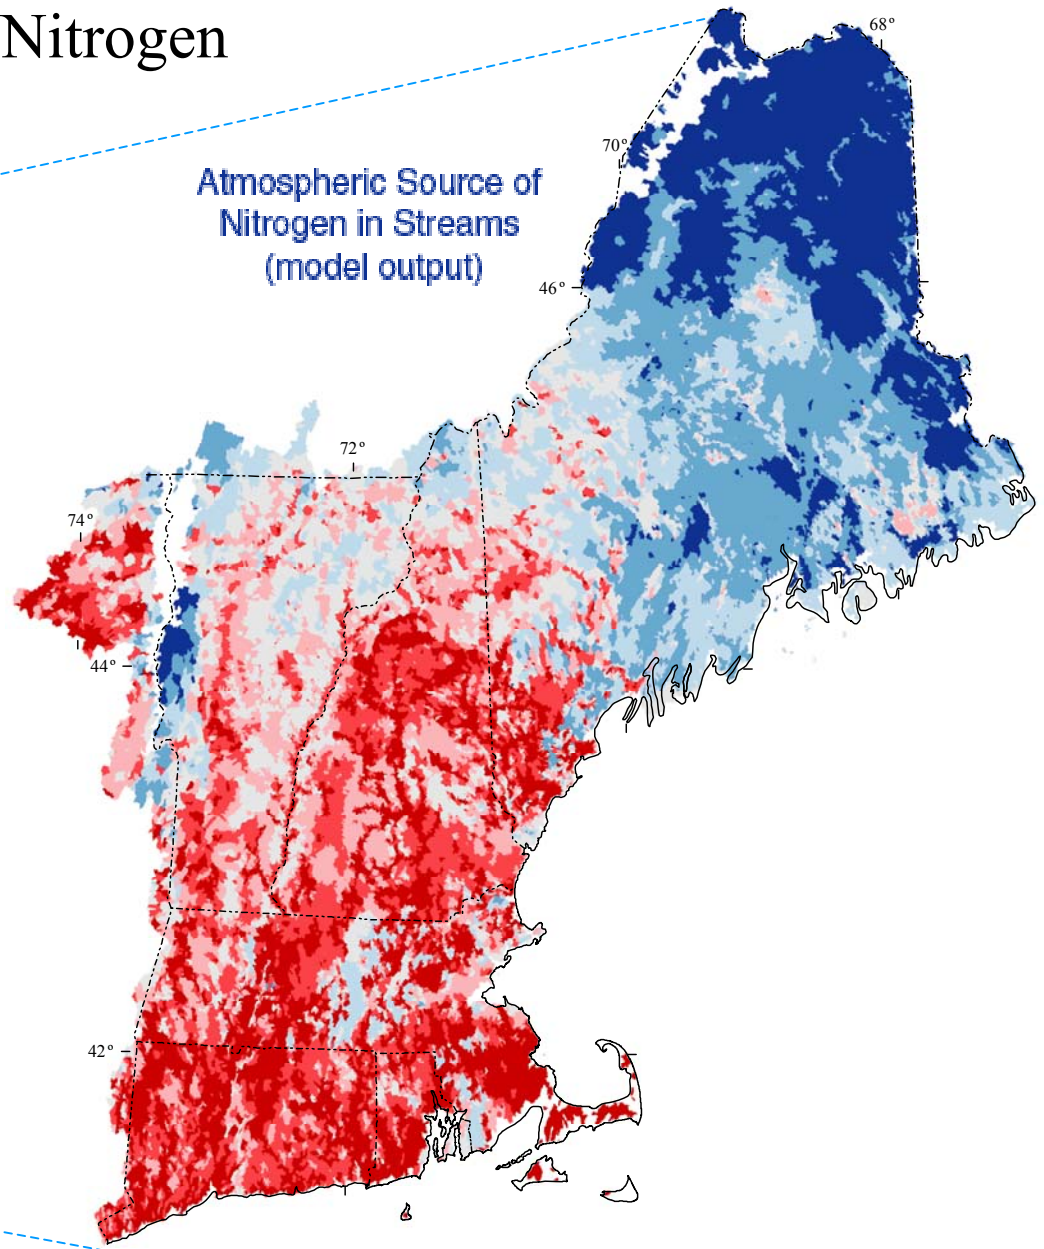 Nitrogen
68°
70°
Atmospheric Source of
Nitrogen in Streams
(model output)
46°
72°
74°
44°
42°